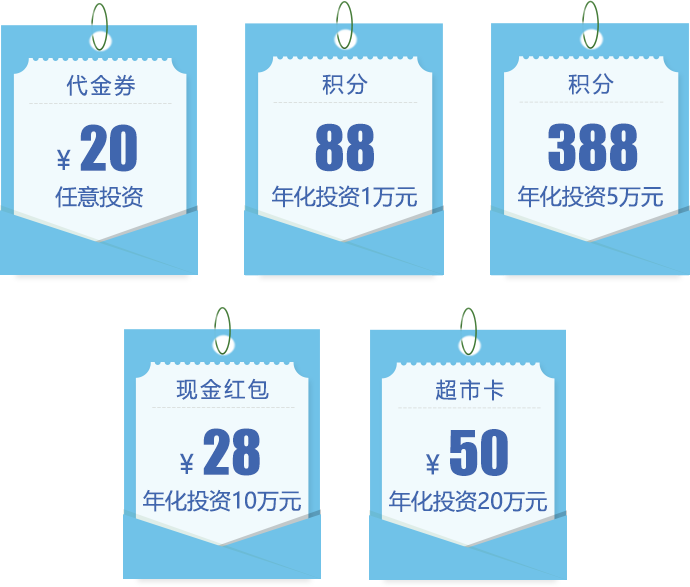 代金券
¥ 20
任意投资
积分
88
年化投资1万元
积分
388
年化投资5万元
现金红包
¥ 28
年化投资10万元
超市卡
¥ 50
年化投资20万元